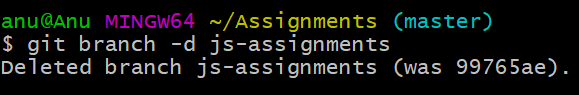 anu@Anu MINGW64 ~/Assignments (master)
$ git branch -d js-assignments
Deleted branch js-assignments (was 99765ae).